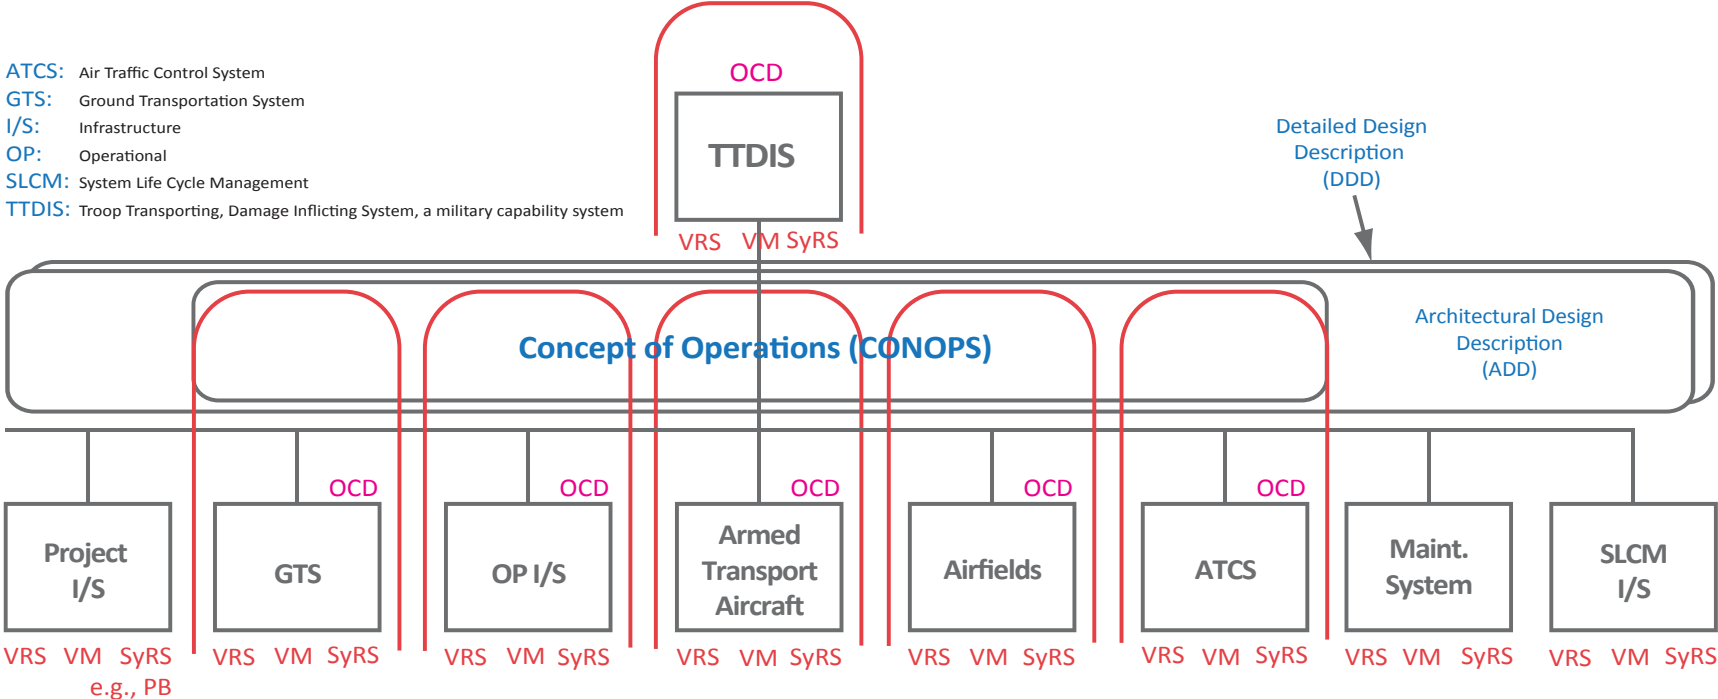 ATCS: Air Traffic Control System
GTS: Ground Transportation System
I/S: Infrastructure
OP: Operational
SLCM: System Life Cycle Management
TTDIS: Troop Transporting, Damage Inflicting System, a military capability system
OCD
TTDIS
VRS VM SyRS
Detailed Design
Description
(DDD)
Concept of Operations (CONOPS)
Architectural Design
Description
(ADD)
OCD OCD OCD OCD OCD
Project
I/S
GTS
OP I/S
Armed
Transport
Aircraft
Airfields
ATCS
Maint.
System
SLCM
I/S
VRS VM SyRS
e.g., PB
VRS VM SyRS
VRS VM SyRS
VRS VM SyRS
VRS VM SyRS
VRS VM SyRS
VRS VM SyRS
VRS VM SyRS